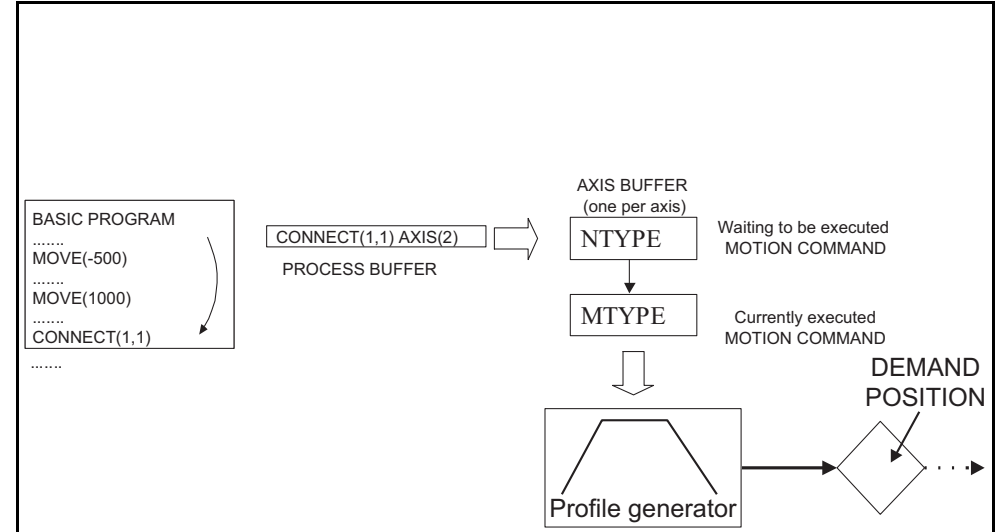 BASIC PROGRAM
.......
MOVE(-500)
.......
MOVE(1000)
.......
CONNECT(1,1)
.......
CONNECT(1,1) AXIS(2)
PROCESS BUFFER
AXIS BUFFER
(one per axis)
NTYPE
Waiting to be executed
MOTION COMMAND
MTYPE
Currently executed
MOTION COMMAND
Profile generator
DEMAND
POSITION